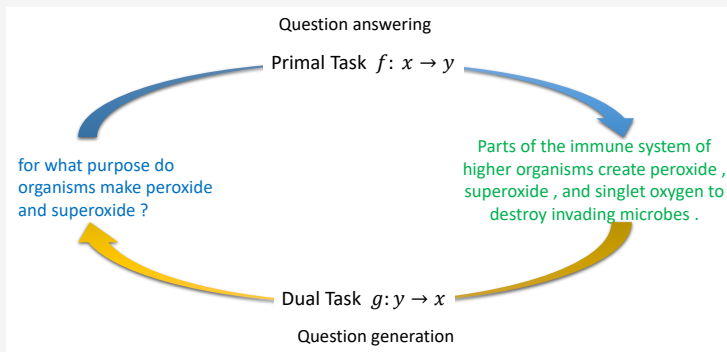 Question answering
Primal Task f: x → y
for what purpose do
organisms make peroxide
and superoxide ?
Parts of the immune system of
higher organisms create peroxide ,
superoxide , and singlet oxygen to
destroy invading microbes .
Dual Task g: y → x
Question generation